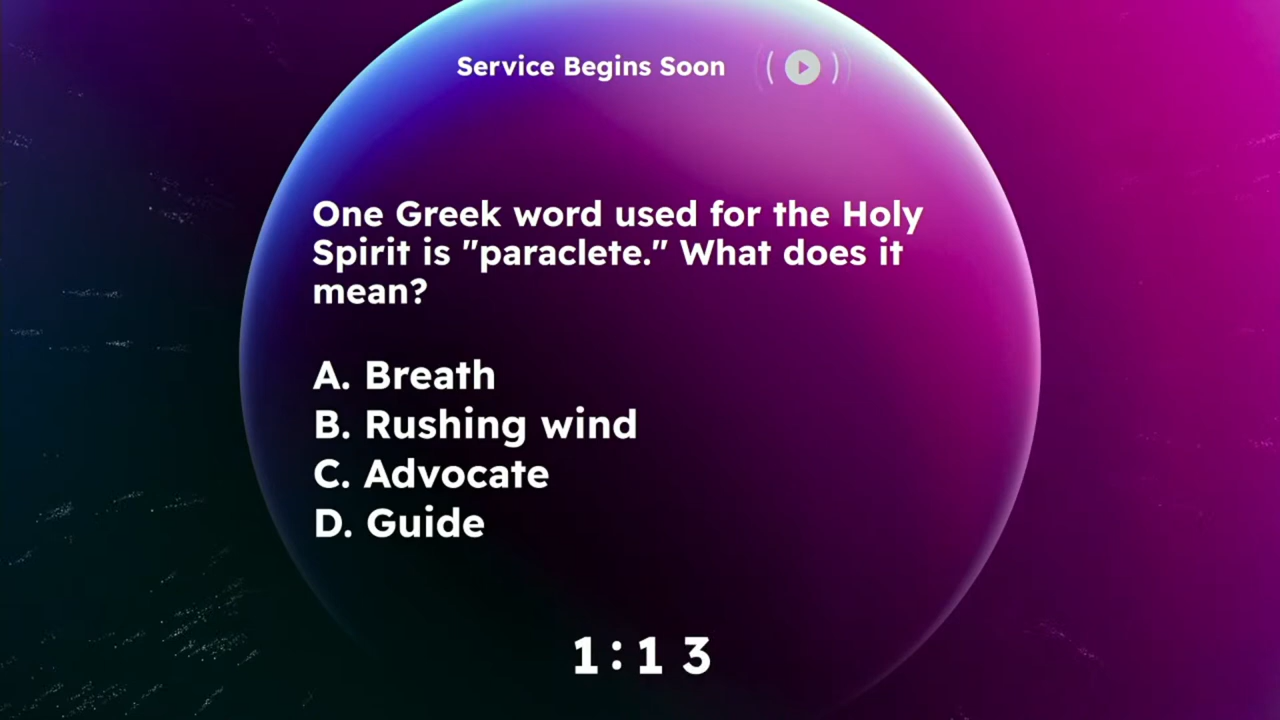 Service Begins Soon
One Greek word used for the Holy
Spirit is "paraclete." What does it
mean?
A. Breath
B. Rushing wind
C. Advocate
D. Guide
1:13